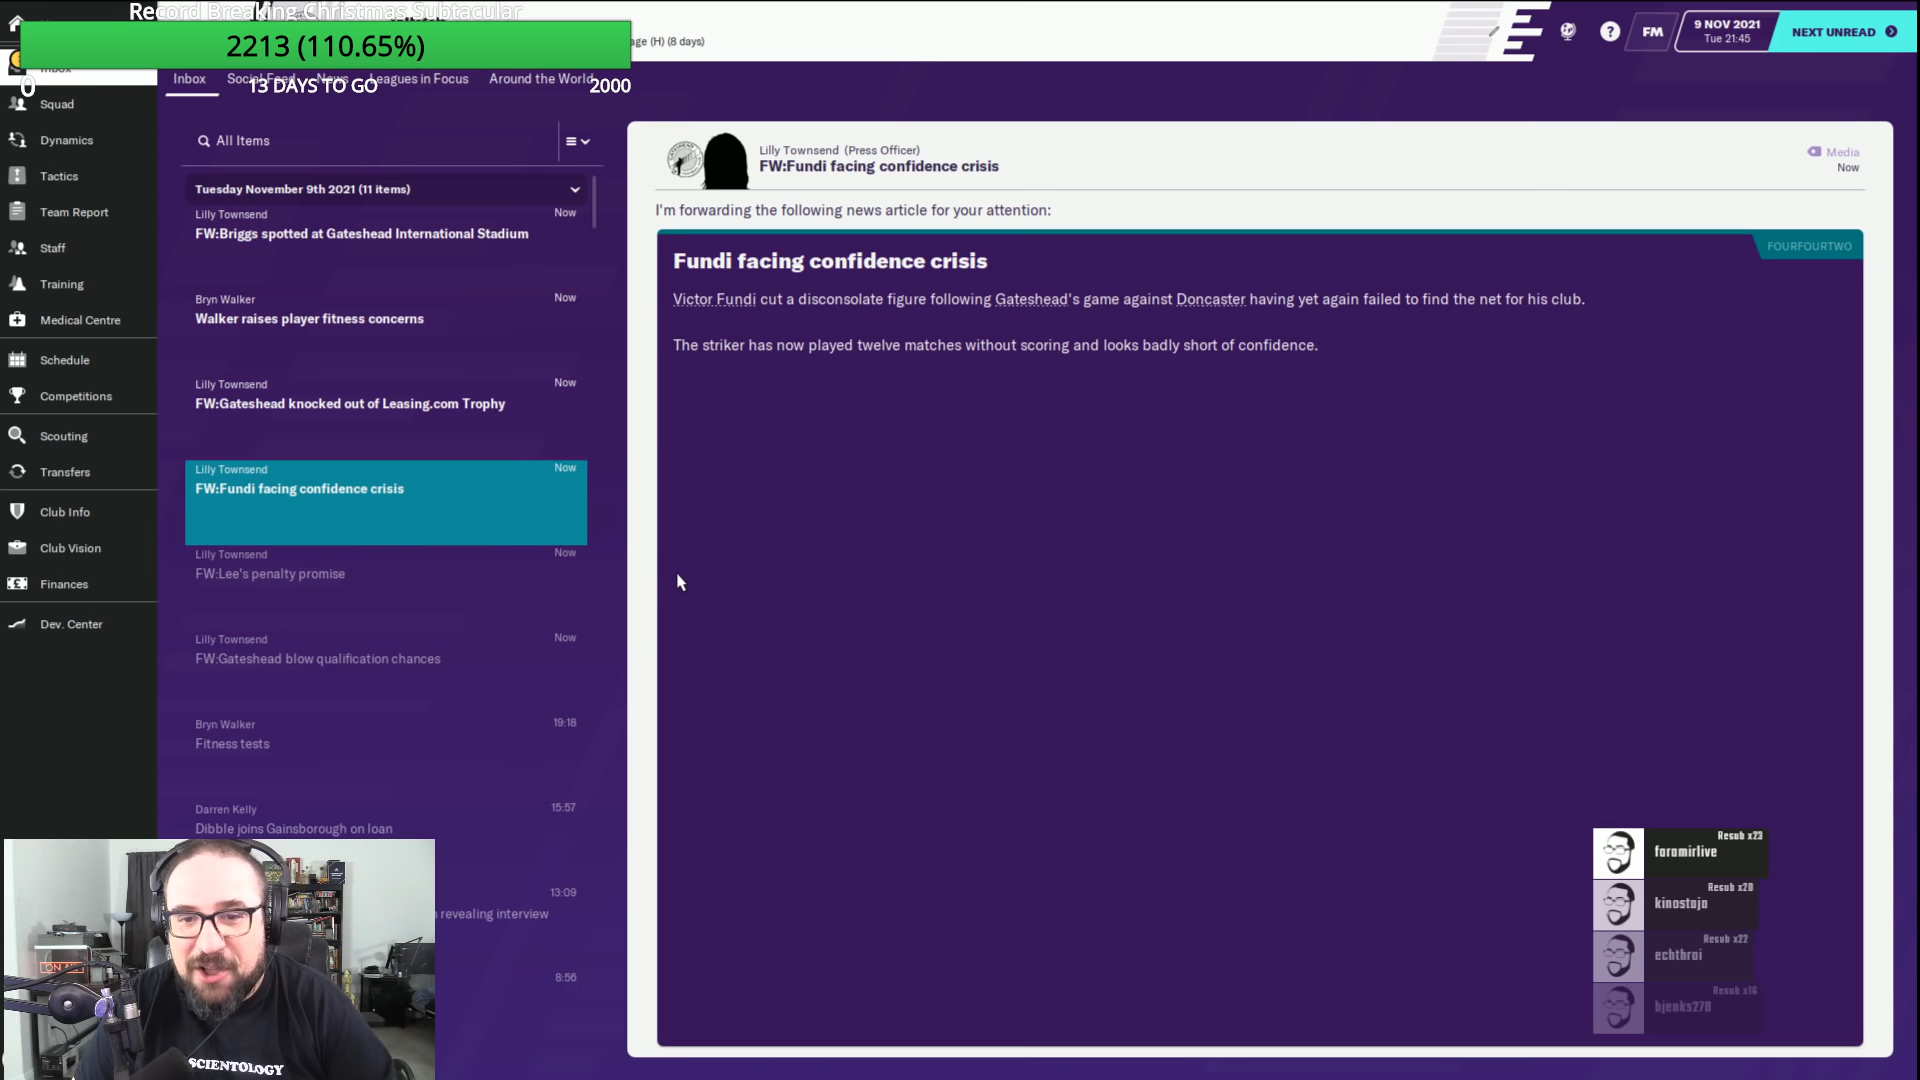 Record Breaking Christmas Subtacular
2213 (110.65%)
0
13 DAYS TO GO
2000
age (H) (8 days)
FM
9 NOV 2021
Tue 21:45
NEXT UNREAD
Inbox
Squad
Dynamics
Tactics
Team Report
Staff
Training
Medical Centre
Schedule
Competitions
Scouting
Transfers
Club Info
Club Vision
Finances
Dev. Center
Inbox
Social Feed
News
Leagues in Focus
Around the World
All Items
Tuesday November 9th 2021 (11 items)
Lilly Townsend
Now
FW:Briggs spotted at Gateshead International Stadium
Bryn Walker
Now
Walker raises player fitness concerns
Lilly Townsend
Now
FW:Gateshead knocked out of Leasing.com Trophy
Lilly Townsend
Now
FW:Fundi facing confidence crisis
Lilly Townsend
Now
FW:Lee's penalty promise
Lilly Townsend
Now
FW:Gateshead blow qualification chances
Bryn Walker
19:18
Fitness tests
Darren Kelly
15:57
Dibble joins Gainsborough on loan
13:09
revealing interview
8:56
Lilly Townsend (Press Officer)
FW:Fundi facing confidence crisis
Media
Now
I'm forwarding the following news article for your attention:
FOURFOURTWO
Fundi facing confidence crisis
Victor Fundi cut a disconsolate figure following Gateshead's game against Doncaster having yet again failed to find the net for his club.
The striker has now played twelve matches without scoring and looks badly short of confidence.
Resub x23
faramirlive
Resub x20
kinostojo
Resub x22
echthroi
Resub x16
bjenks270
ON AIR
SCIENTOLOGY